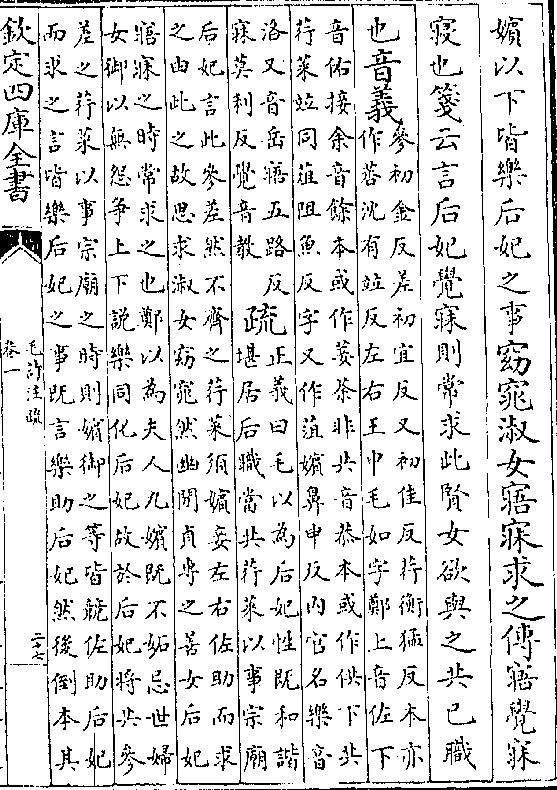 嬪以下皆樂后妃之事窈窕淑女寤寐求之傳寤覺寐
寢也箋云言后妃覺寐則常求此賢女欲與之共已職
也音義參初金反差初宜反又初佳反荇衡猛反本亦
作莕沈有並反左右王申毛如字鄭上音佐下
音佑接余音餘本或作荽茶非共音恭本或作供下共
荇菜並同葅阻魚反字又作菹嬪鼻申反內官名樂音
洛又音岳寤五路反
寐莫利反覺音教
疏正義曰毛以為后妃性既和諧
堪居后職當共荇菜以事宗廟
后妃言此參差然不齊之荇菜須嬪妾左右佐助而求
之由此之故思求淑女窈窕然幽閒貞專之善女后妃
寤寐之時常求之也鄭以為夫人九嬪既不妬忌世婦
女御以無怨爭上下說樂同化后妃故於后妃將共參
差之荇菜以事宗廟之時則嬪御之等皆競佐助后妃
而求之言皆樂后妃之事既言樂助后妃然後倒本其
欽定四庫全書
毛詩注疏
卷一
二十七